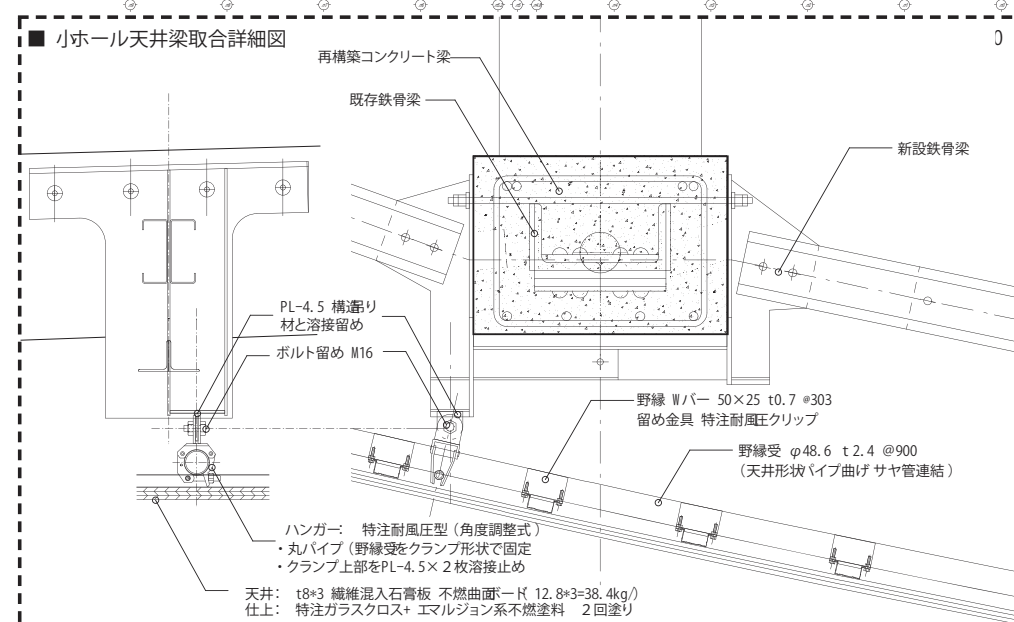 ■ 小ホール天井梁取合詳細図
0
再構築コンクリート梁
既存鉄骨梁
新設鉄骨梁
PL-4.5 構造吊り
材と溶接留め
ボルト留め M16
野縁 Wバー 50×25 t0.7 @303
留め金具 特注耐風圧クリップ
野縁受 φ48.6 t2.4 @900
(天井形状パイプ曲げ サヤ管連結)
ハンガー: 特注耐風圧型(角度調整式)
・丸パイプ(野縁受)をクランプ形状で固定
・クランプ上部をPL-4.5×2枚溶接止め
天井: t8*3 繊維混入石膏板 不燃曲面ボード(12.8*3=38.4kg/)
仕上: 特注ガラスクロス+ エマルジョン系不燃塗料 2回塗り